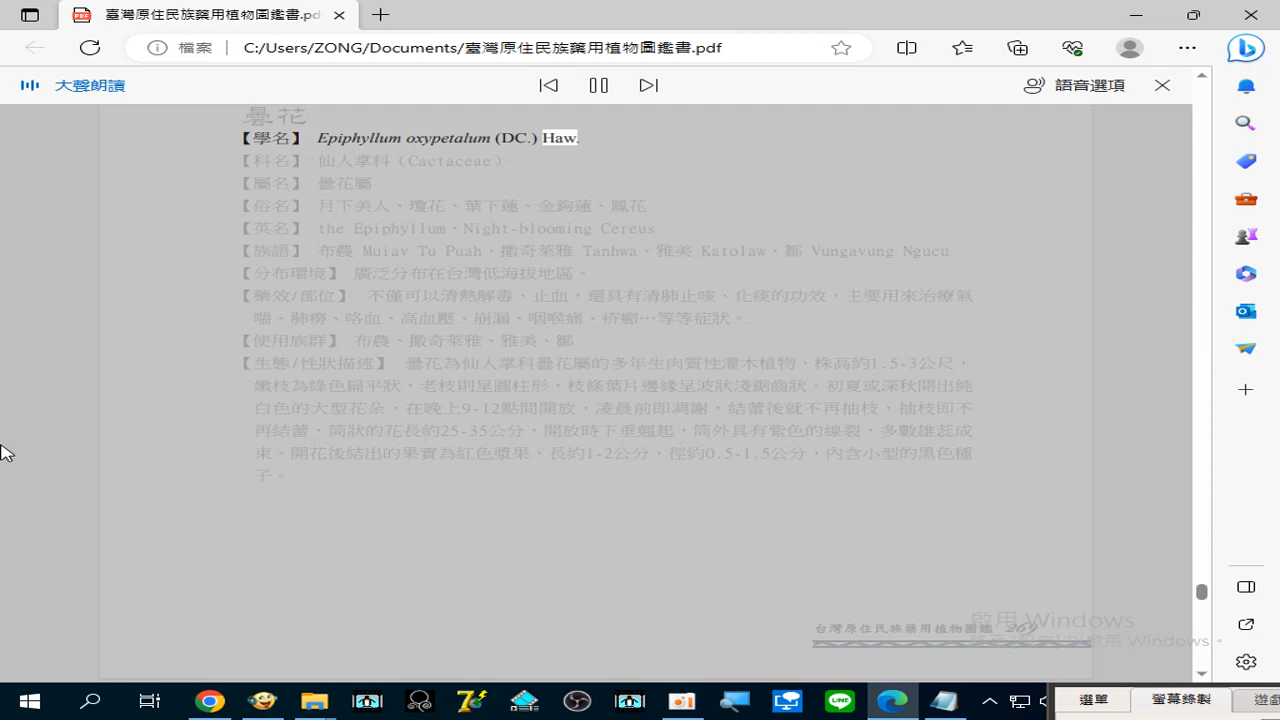 臺灣原住民族藥用植物圖鑑書.pd
檔案 C:/Users/ZONG/Documents/臺灣原住民族藥用植物圖鑑書.pdf
大聲朗讀
語音選項
曇花
【學名】 Epiphyllum oxypetalum (DC.) Haw.
【科名】 仙人掌科（Cactaceae）
【屬名】 曇花屬
【俗名】 月下美人、瓊花、葉下蓮、金鉤蓮、鳳花
【英名】 the Epiphyllum、Night-blooming Cereus
【族語】 布農 Muiav Tu Puah、撒奇萊雅 Tanhwa、雅美 Katolaw、鄒 Vungavung Ngucu
【分布環境】 廣泛分布在台灣低海拔地區。
【藥效/部位】 不僅可以清熱解毒、止血，還具有清肺止咳、化痰的功效，主要用來治療氣
喘、肺癆、咯血、高血壓、崩漏、咽喉痛、疥癤…等等症狀。
【使用族群】 布農、撒奇萊雅、雅美、鄒
【生態/性狀描述】 曇花為仙人掌科曇花屬的多年生肉質性灌木植物，株高約1.5-3公尺，
嫩枝為綠色扁平狀，老枝則呈圓柱形，枝條葉片邊緣呈波狀淺鋸齒狀。初夏或深秋開出純
白色的大型花朵，在晚上9-12點間開放，凌晨前即凋謝，結蕾後就不再抽枝，抽枝即不
再結蕾，筒狀的花長約25-35公分，開放時下垂翹起，筒外具有紫色的線裂，多數雄蕊成
束。開花後結出的果實為紅色漿果，長約1-2公分，徑約0.5-1.5公分，內含小型的黑色種
子。
啟用 Windows
台灣原住民族藥用植物圖鑑 269
啟用 Windows。
選單
螢幕錄製